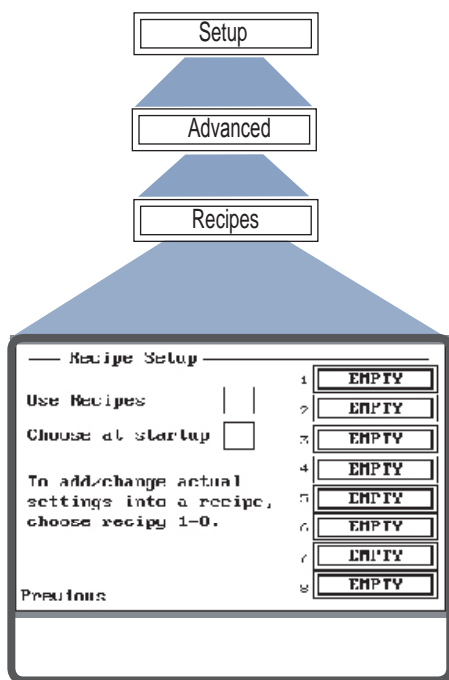 Setup
Advanced
Recipes
Recipe Setup
Use Recipes
Choose at startup
To add/change actual
settings into a recipe,
choose recipy 1-8.
Previous
1 EMPTY
2 EMPTY
3 EMPTY
4 EMPTY
5 EMPTY
6 EMPTY
7 EMPTY
8 EMPTY